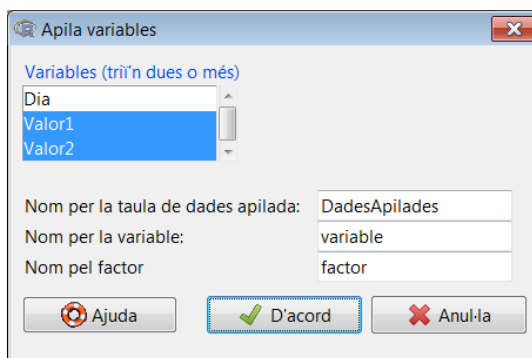 Apila variables
Variables (triï'n dues o més)
Dia
Valor1
Valor2
Nom per la taula de dades apilada: DadesApilades
Nom per la variable: variable
Nom pel factor factor
Ajuda D'acord Anul·la